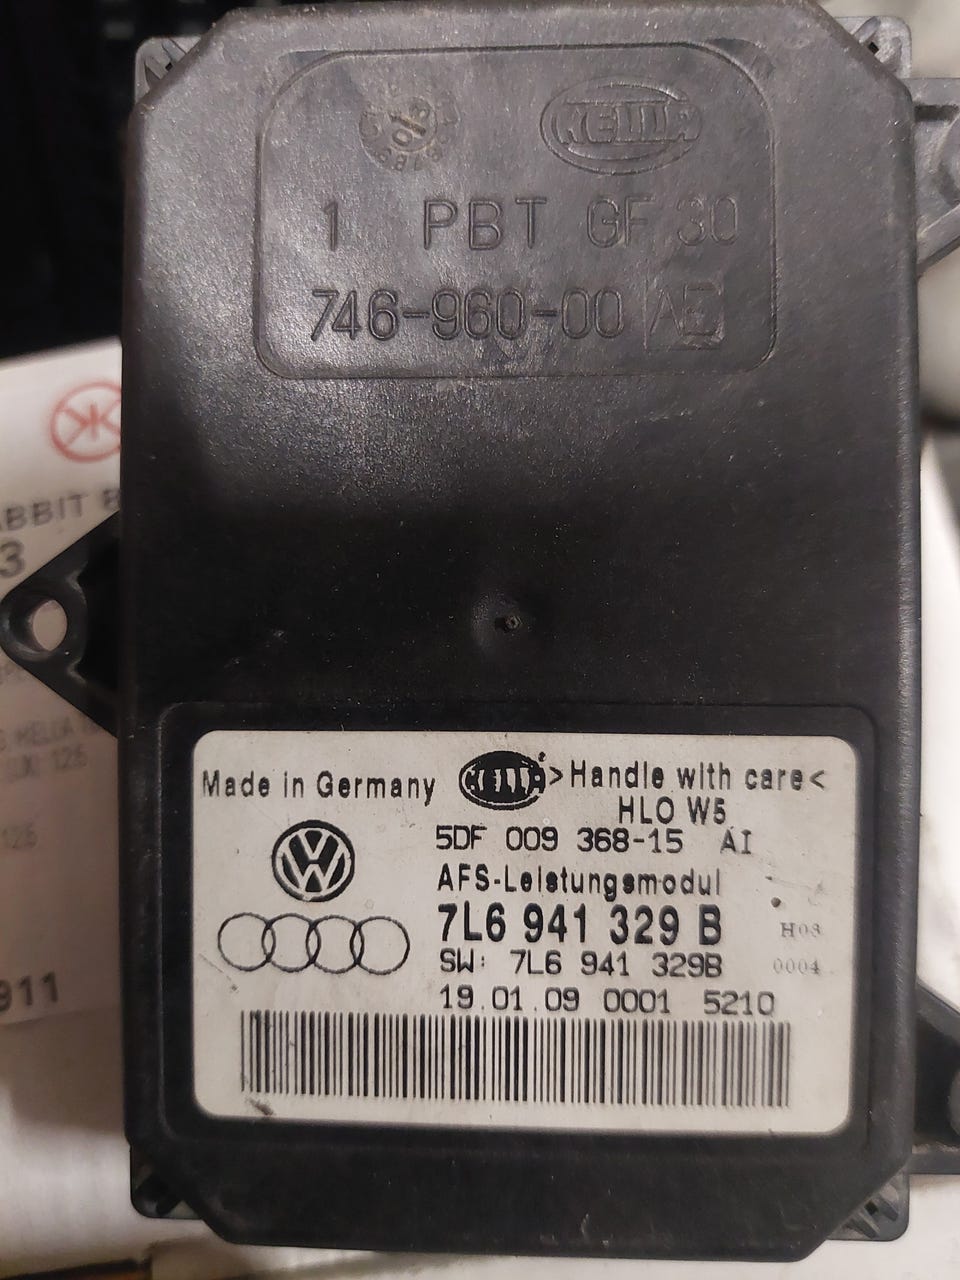 HELLA
1 PBT GF 30
746-960-00 AE
3
911
Made in Germany HELLA >Handle with care<
HLO W5
5DF 009 368-15 AI
AFS-Leistungsmodul
7L6 941 329 B H08
SW: 7L6 941 329B 0004
19.01.09 0001 5210